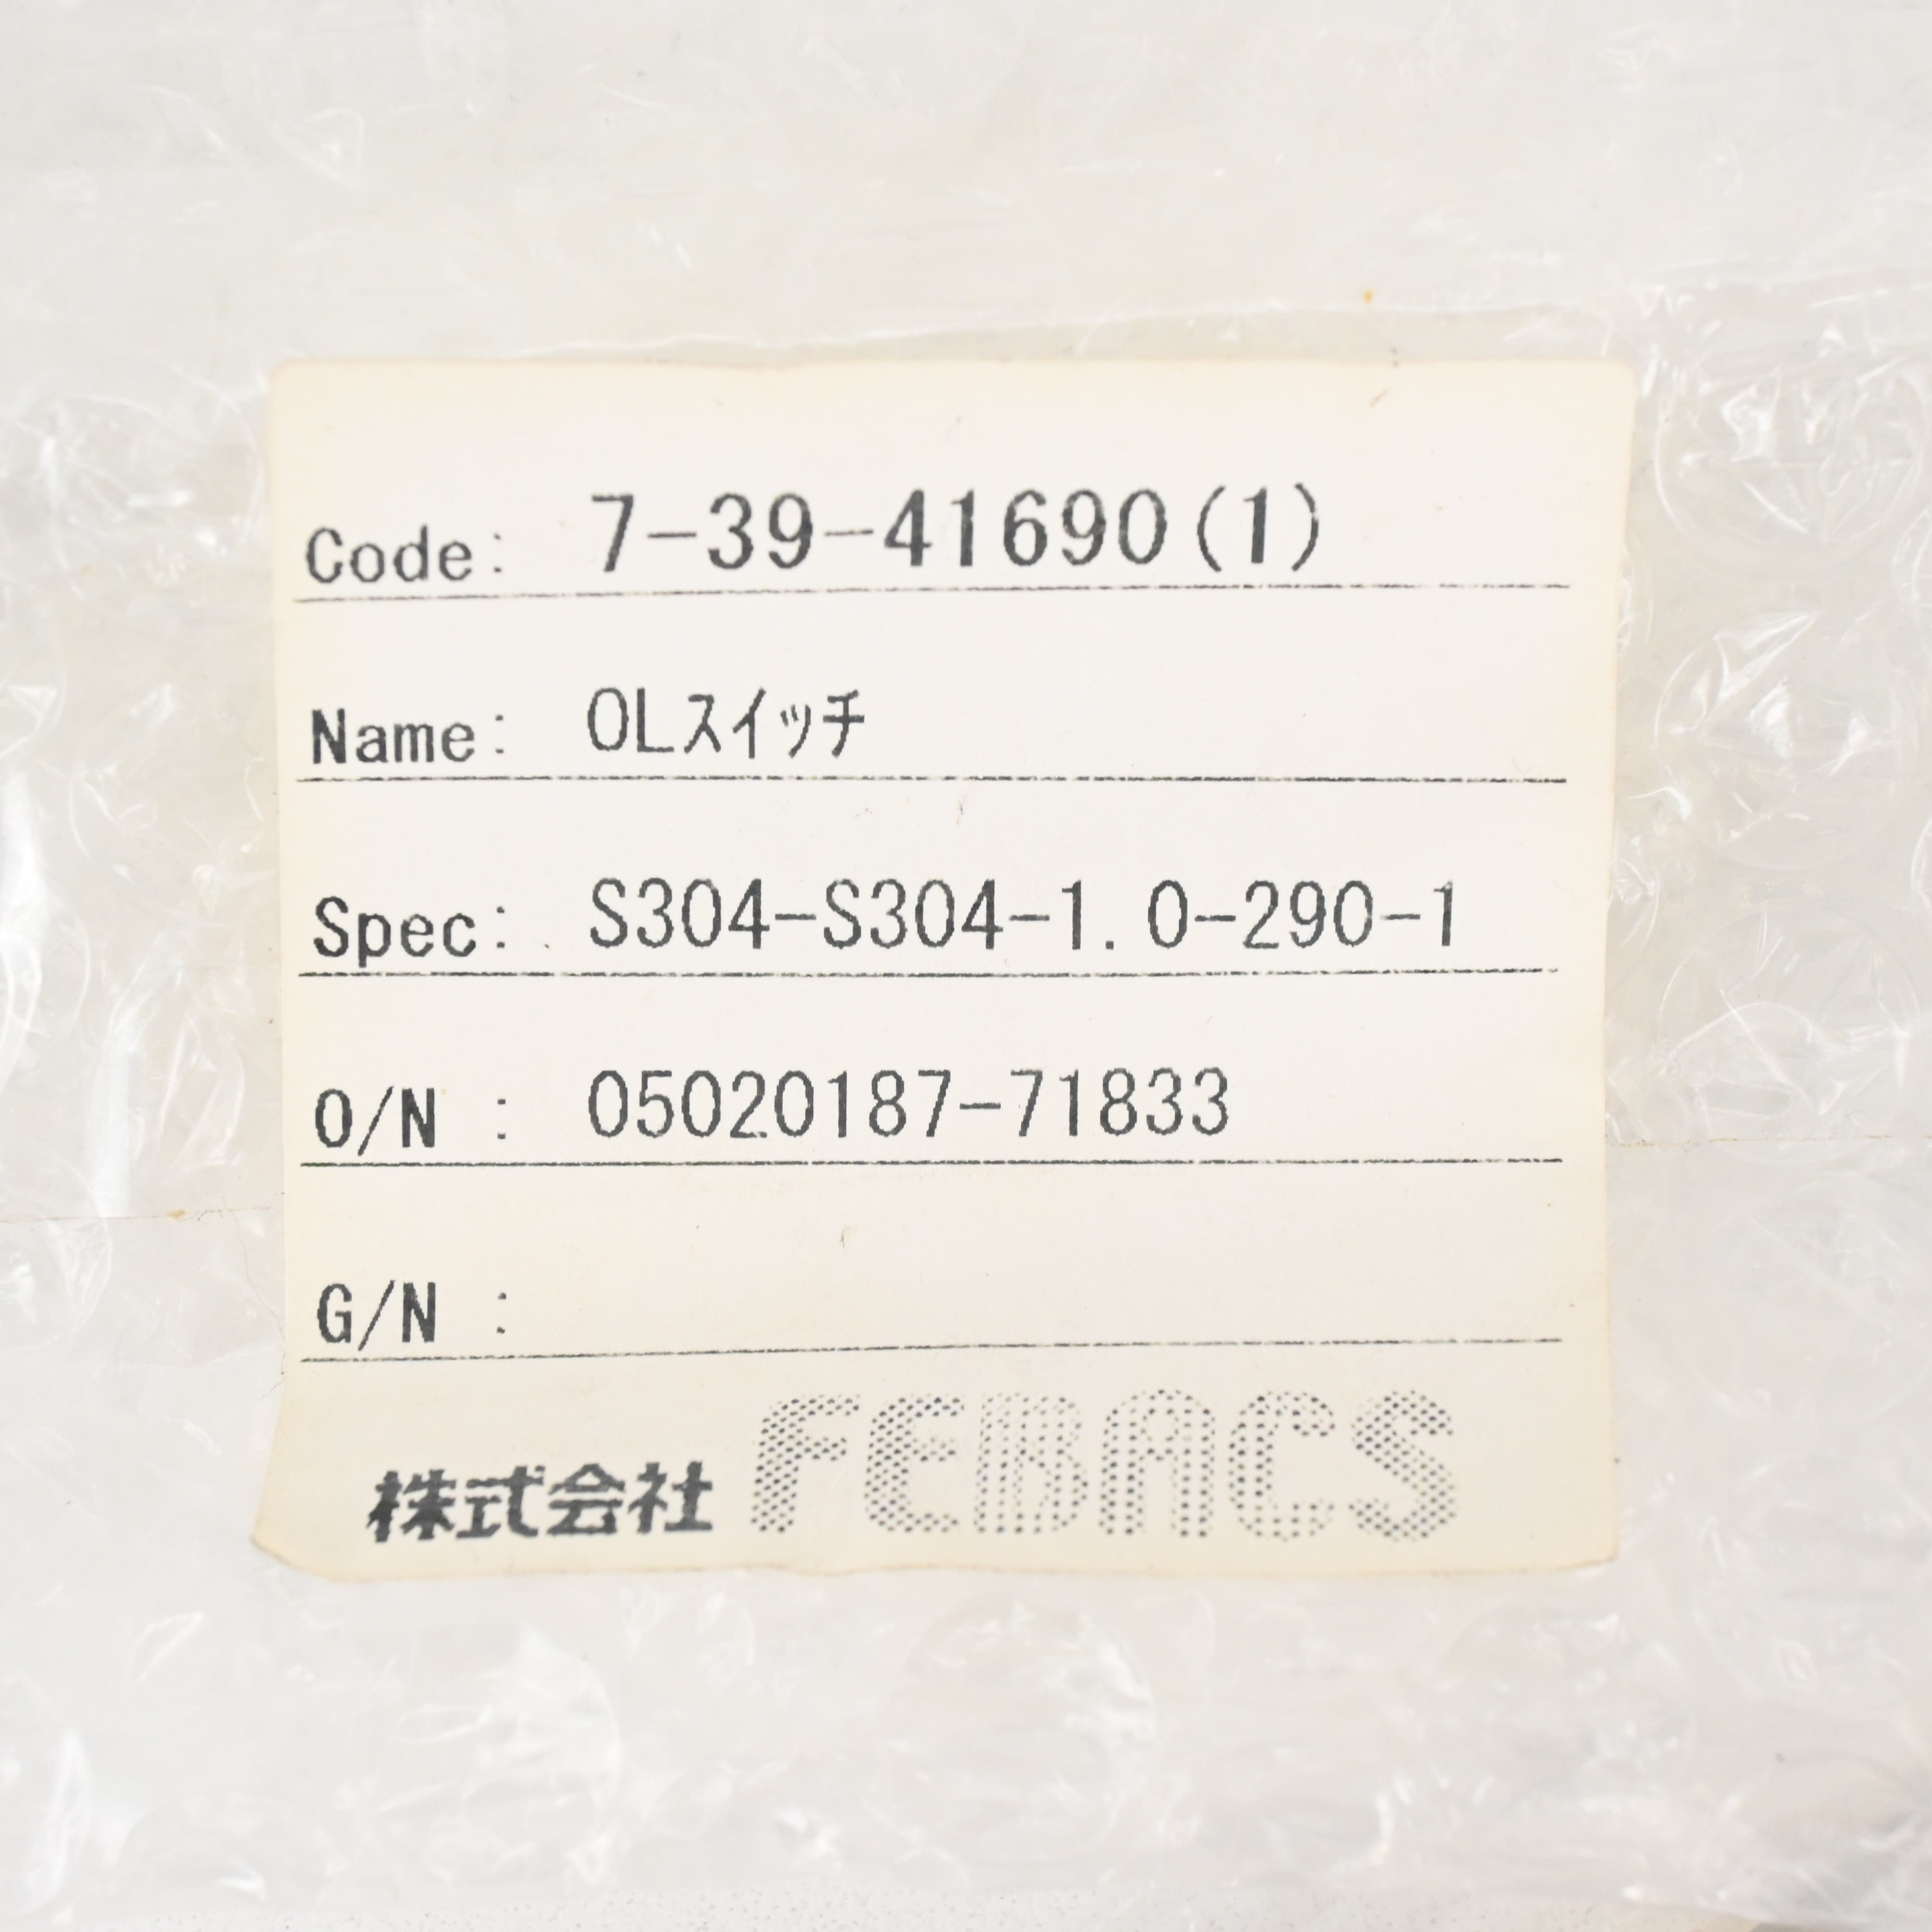 Code: 7-39-41690(1)
Name: OLｽｲｯﾁ
Spec: S304-S304-1.0-290-1
O/N : 05020187-71833
G/N :
株式会社 FEBACS